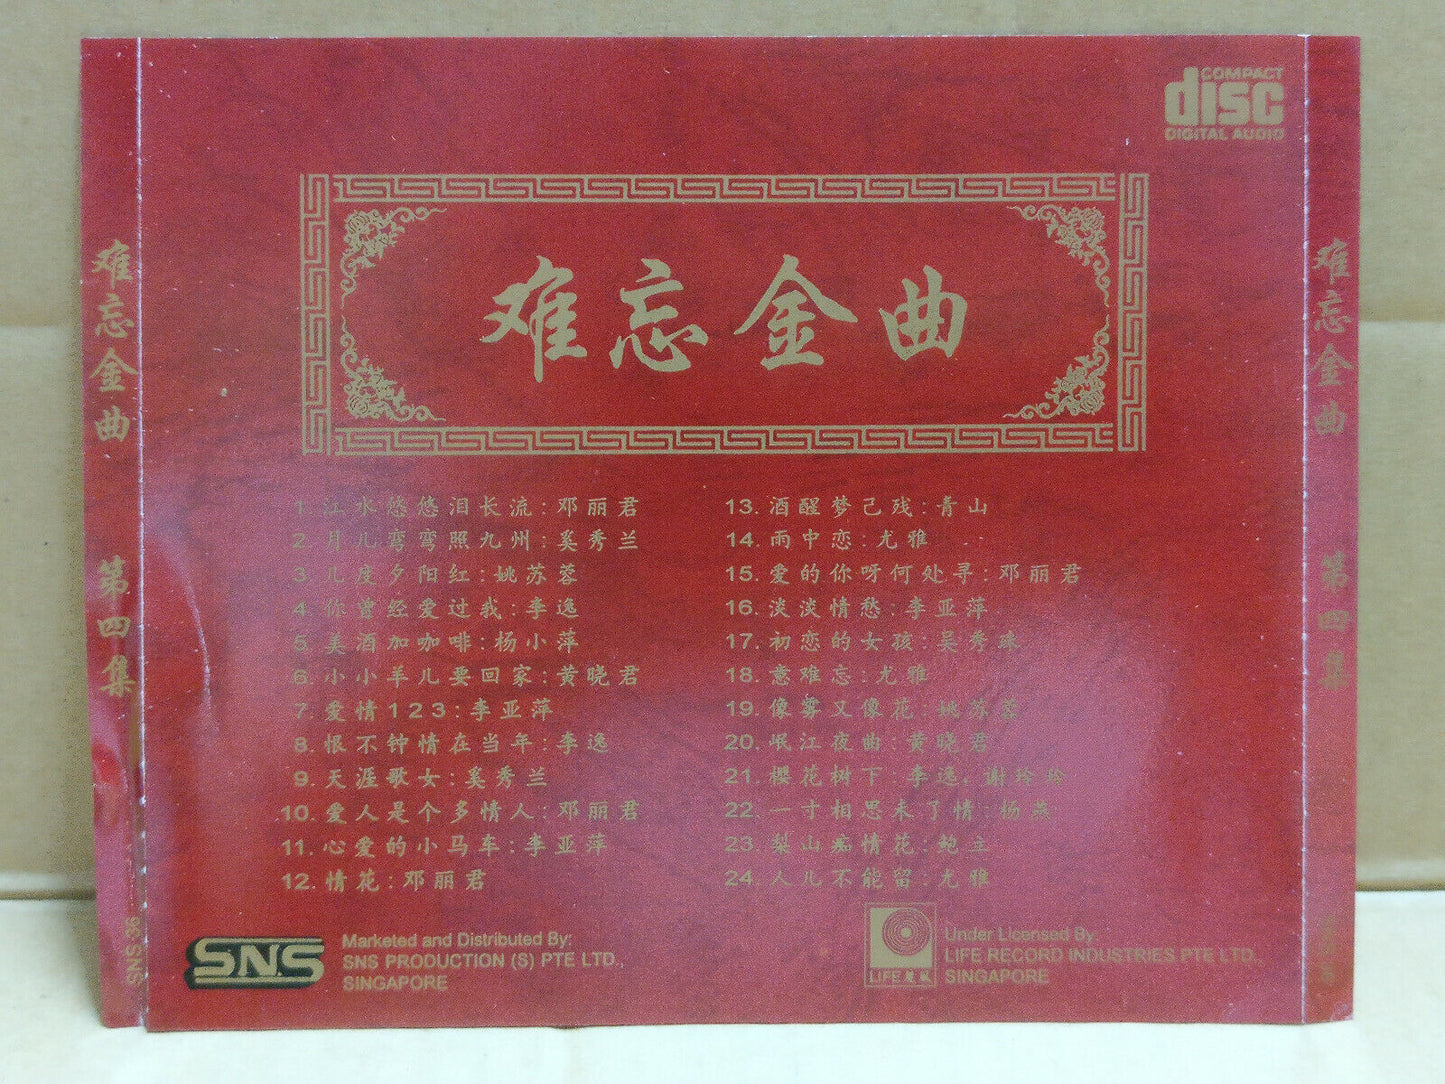 COMPACT
disc
DIGITAL AUDIO
难忘金曲
难忘金曲 第四集
SNS 36
难忘金曲 第四集
1. 江水悠悠泪长流:邓丽君
2. 月儿弯弯照九州:奚秀兰
3. 几度夕阳红:姚苏蓉
4. 你曾经爱过我:李逸
5. 美酒加咖啡:杨小萍
6. 小小羊儿要回家:黄晓君
7. 爱情123:李亚萍
8. 恨不钟情在当年:李逸
9. 天涯歌女:奚秀兰
10. 爱人是个多情人:邓丽君
11. 心爱的小马车:李亚萍
12. 情花:邓丽君
13. 酒醒梦己残:青山
14. 雨中恋:尤雅
15. 爱的你呀何处寻:邓丽君
16. 淡淡情愁:李亚萍
17. 初恋的女孩:吴秀珠
18. 意难忘:尤雅
19. 像雾又像花:姚苏蓉
20. 岷江夜曲:黄晓君
21. 樱花树下:李逸, 谢玲玲
22. 一寸相思未了情:杨燕
23. 梨山痴情花:鲍立
24. 人儿不能留:尤雅
SNS
Marketed and Distributed By:
SNS PRODUCTION (S) PTE LTD.,
SINGAPORE
LIFE
Under Licensed By:
LIFE RECORD INDUSTRIES PTE LTD.,
SINGAPORE